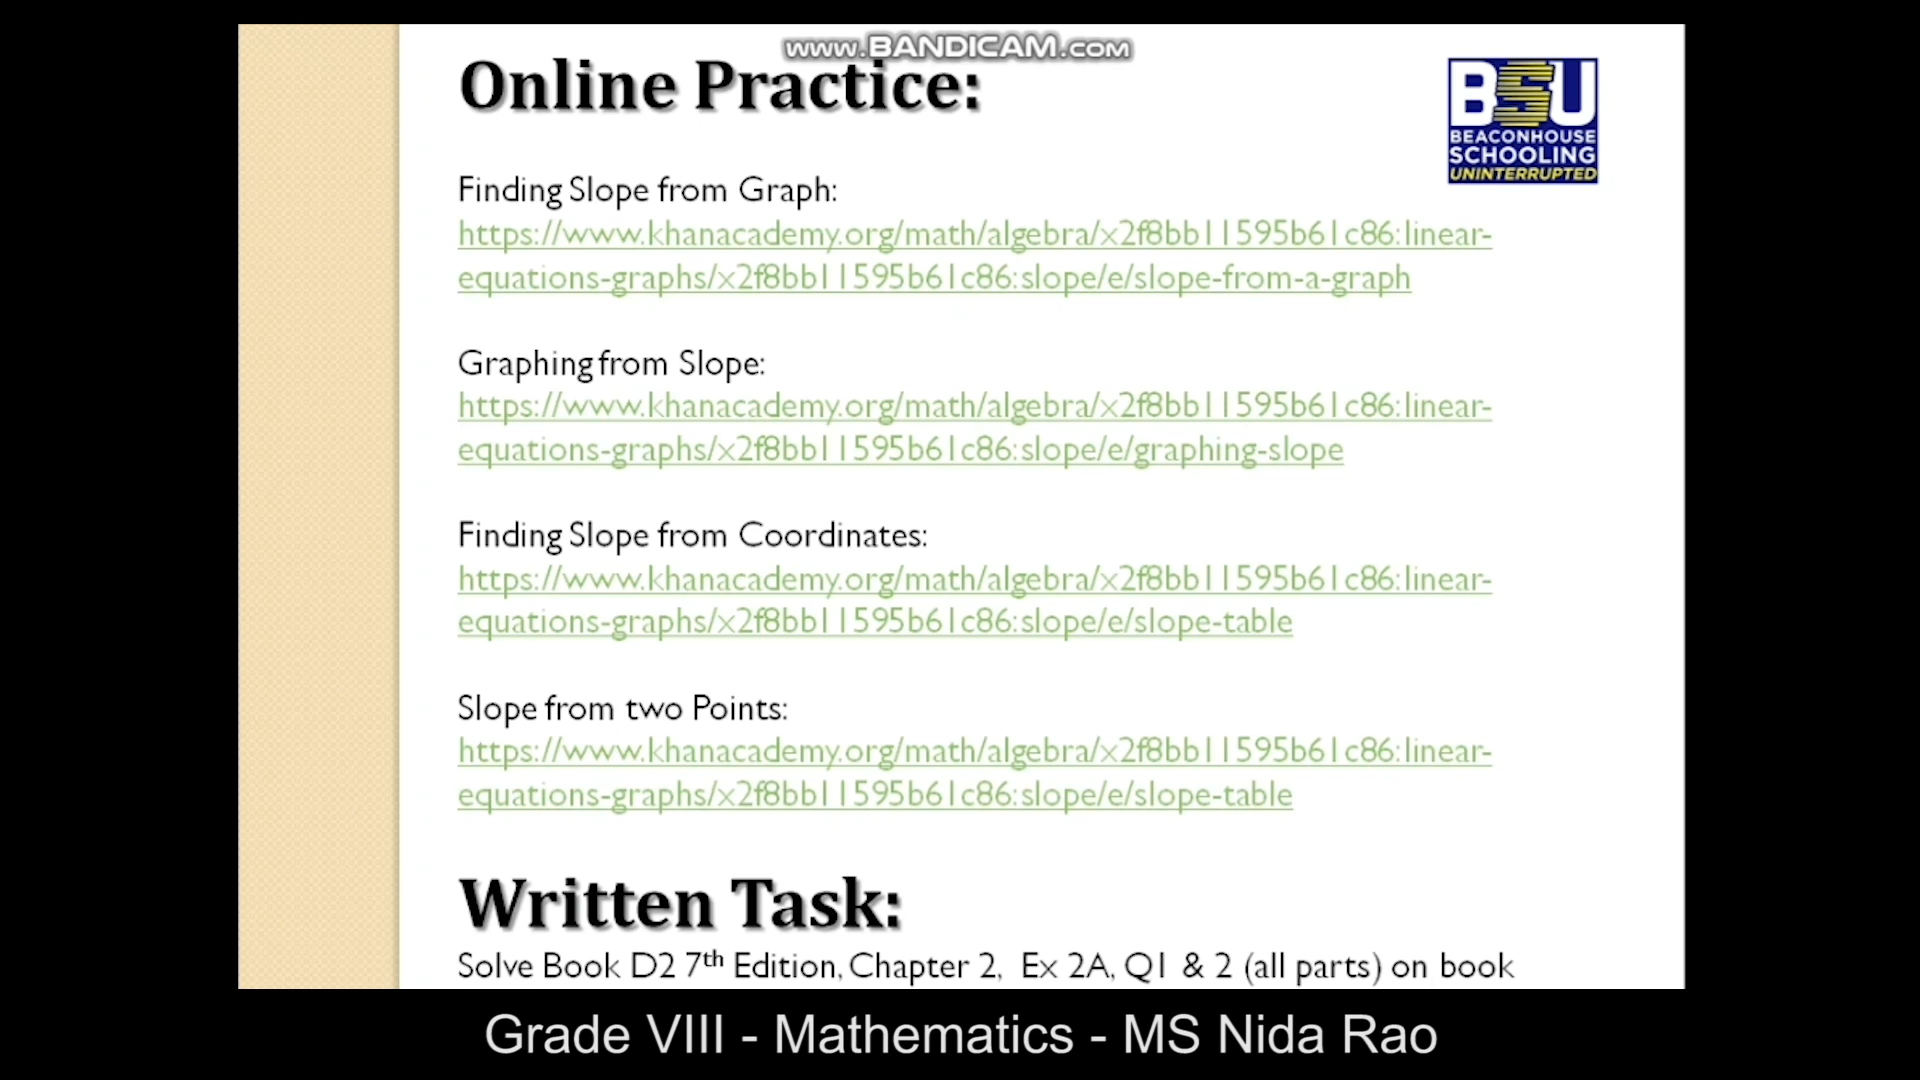 www.BANDICAM.com
Online Practice:
BSU
BEACONHOUSE
SCHOOLING
UNINTERRUPTED
Finding Slope from Graph:
https://www.khanacademy.org/math/algebra/x2f8bb11595b61c86:linear-
equations-graphs/x2f8bb11595b61c86:slope/e/slope-from-a-graph
Graphing from Slope:
https://www.khanacademy.org/math/algebra/x2f8bb11595b61c86:linear-
equations-graphs/x2f8bb11595b61c86:slope/e/graphing-slope
Finding Slope from Coordinates:
https://www.khanacademy.org/math/algebra/x2f8bb11595b61c86:linear-
equations-graphs/x2f8bb11595b61c86:slope/e/slope-table
Slope from two Points:
https://www.khanacademy.org/math/algebra/x2f8bb11595b61c86:linear-
equations-graphs/x2f8bb11595b61c86:slope/e/slope-table
Written Task:
Solve Book D2 7th Edition, Chapter 2, Ex 2A, Q1 & 2 (all parts) on book
Grade VIII - Mathematics - MS Nida Rao